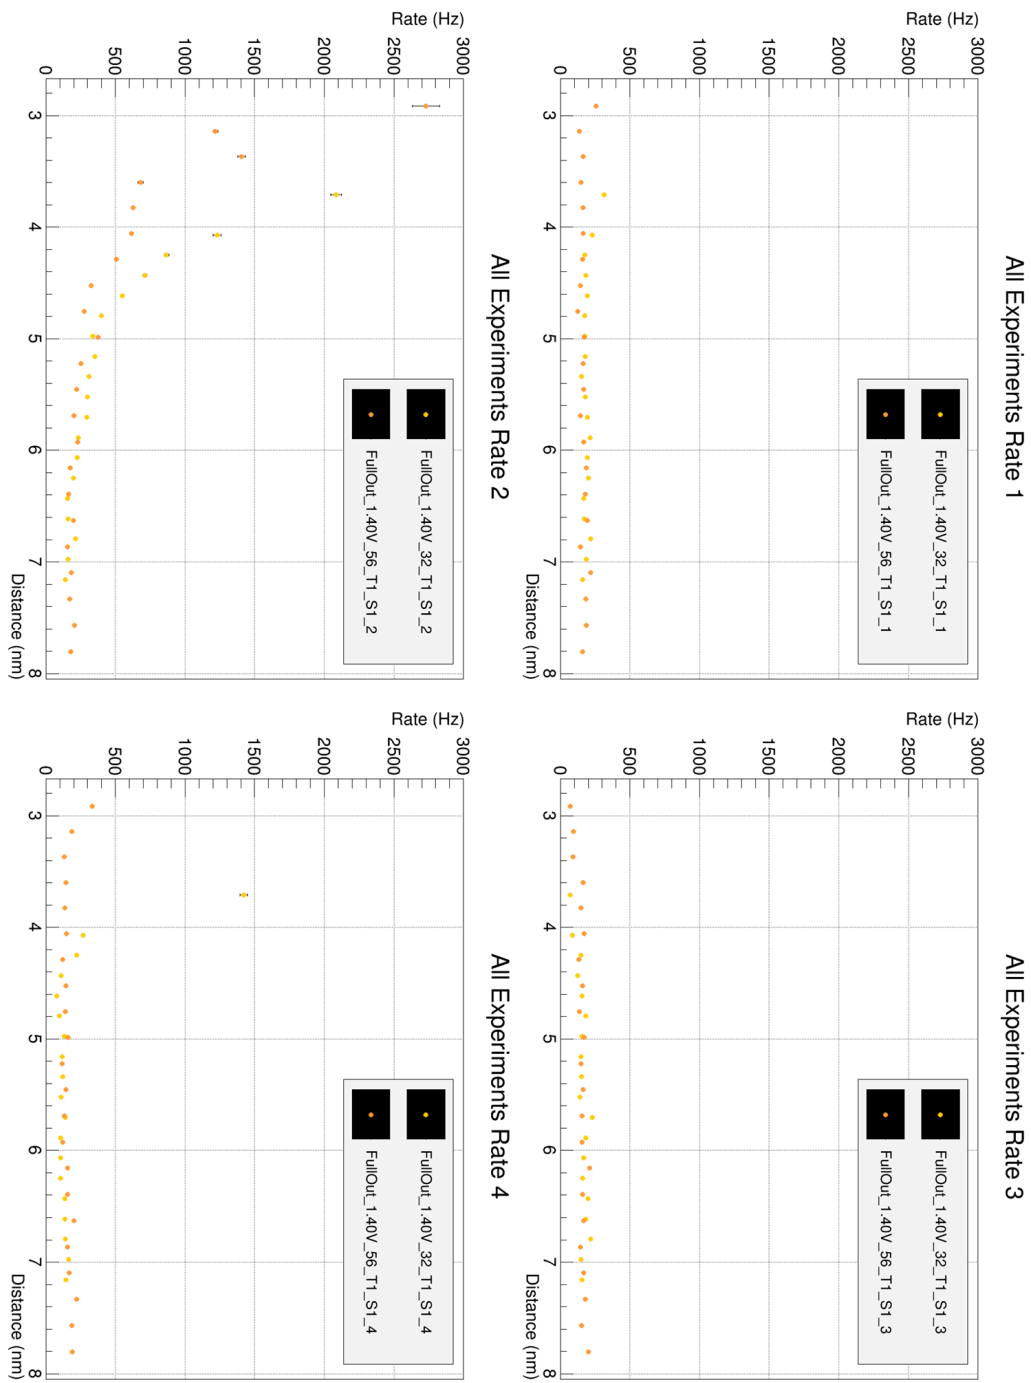 All Experiments Rate 1
Rate (Hz)
3000
2500
2000
1500
1000
500
0
FullOut_1.40V_32_T1_S1_1
FullOut_1.40V_56_T1_S1_1
3 4 5 6 7 8
Distance (nm)
All Experiments Rate 3
Rate (Hz)
3000
2500
2000
1500
1000
500
0
FullOut_1.40V_32_T1_S1_3
FullOut_1.40V_56_T1_S1_3
3 4 5 6 7 8
Distance (nm)
All Experiments Rate 2
Rate (Hz)
3000
2500
2000
1500
1000
500
0
FullOut_1.40V_32_T1_S1_2
FullOut_1.40V_56_T1_S1_2
3 4 5 6 7 8
Distance (nm)
All Experiments Rate 4
Rate (Hz)
3000
2500
2000
1500
1000
500
0
FullOut_1.40V_32_T1_S1_4
FullOut_1.40V_56_T1_S1_4
3 4 5 6 7 8
Distance (nm)